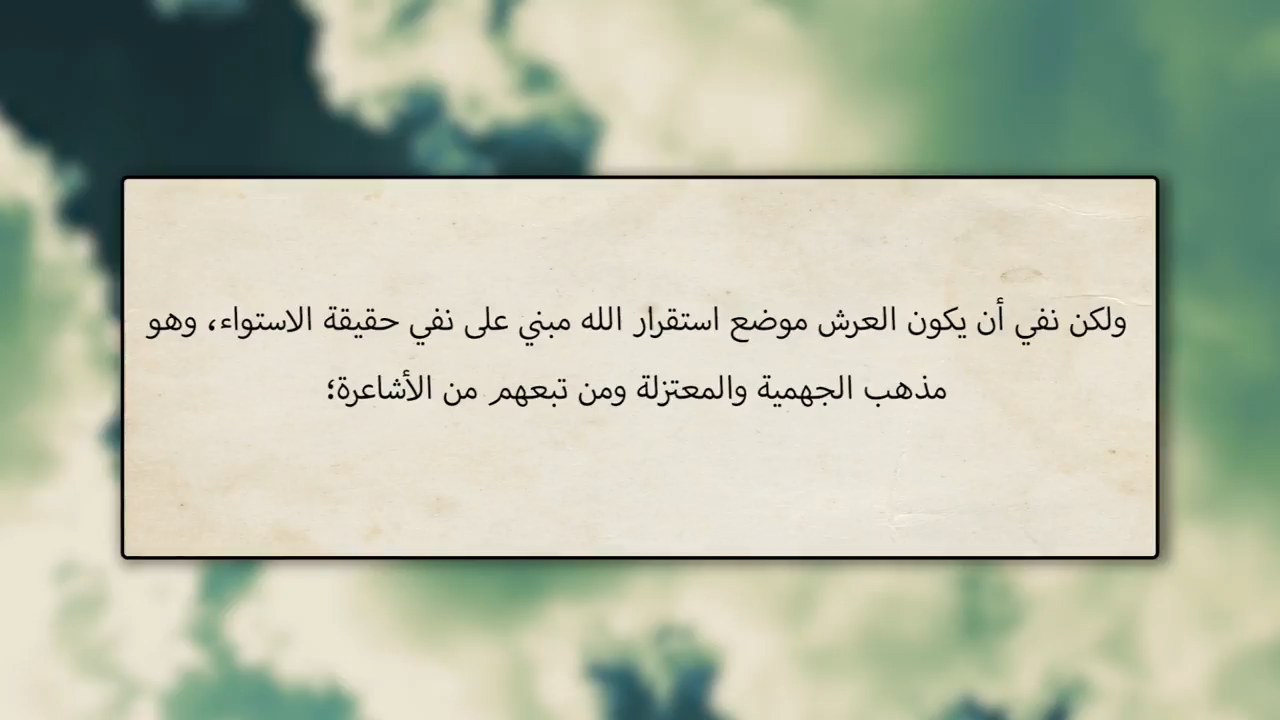 ولكن نفي أن يكون العرش موضع استقرار الله مبني على نفي حقيقة الاستواء، وهو
مذهب الجهمية والمعتزلة ومن تبعهم من الأشاعرة؛